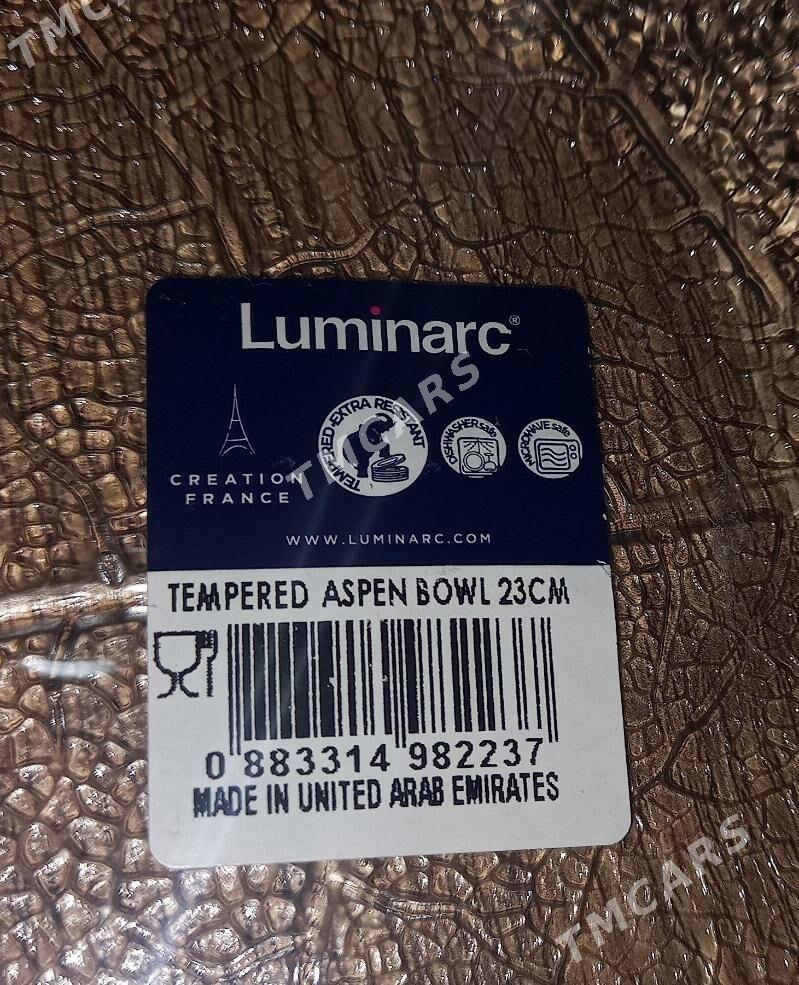 TMCARS
Luminarc®
TEMPERED-EXTRA RESISTANT
DISHWASHER safe
MICROWAVE safe
CREATION
FRANCE
TMCARS
WWW.LUMINARC.COM
TEMPERED ASPEN BOWL 23CM
0 883314 982237
MADE IN UNITED ARAB EMIRATES
TMCARS